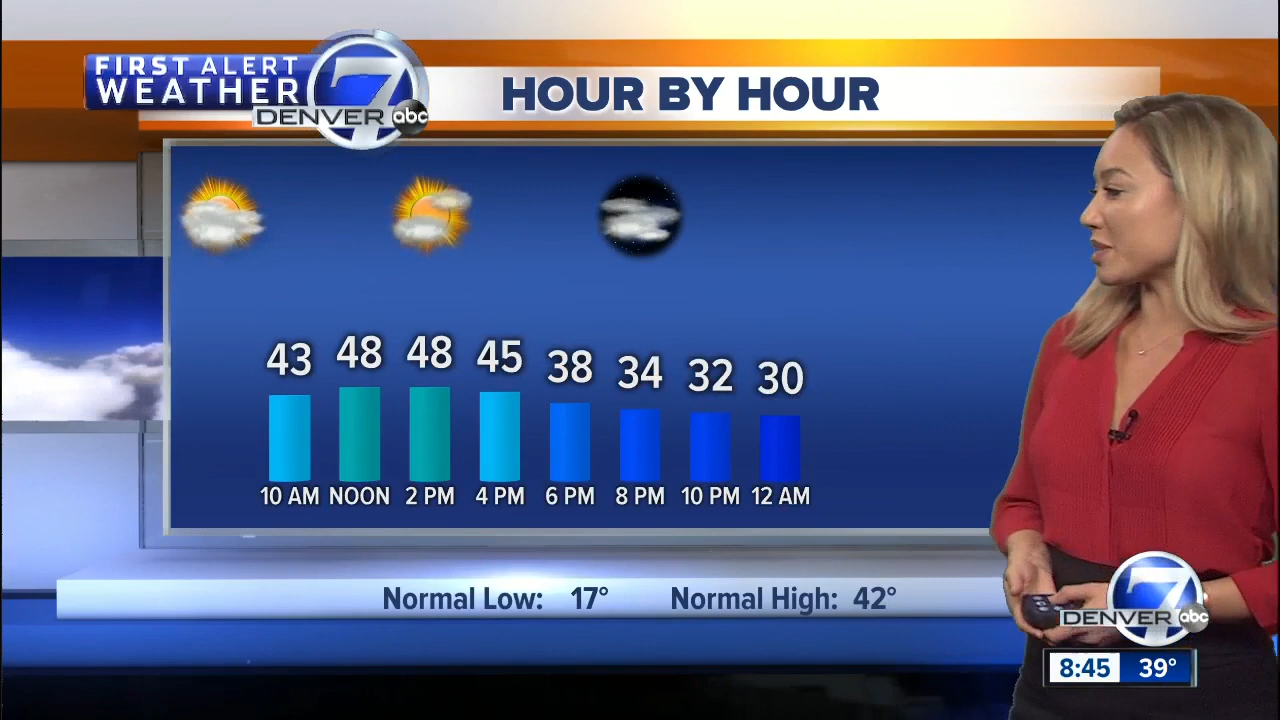 FIRST ALERT
WEATHER
7
DENVER abc
HOUR BY HOUR
43 48 48 45 38 34 32 30
10 AM NOON 2 PM 4 PM 6 PM 8 PM 10 PM 12 AM
Normal Low: 17° Normal High: 42°
7
DENVER abc
8:45 39°